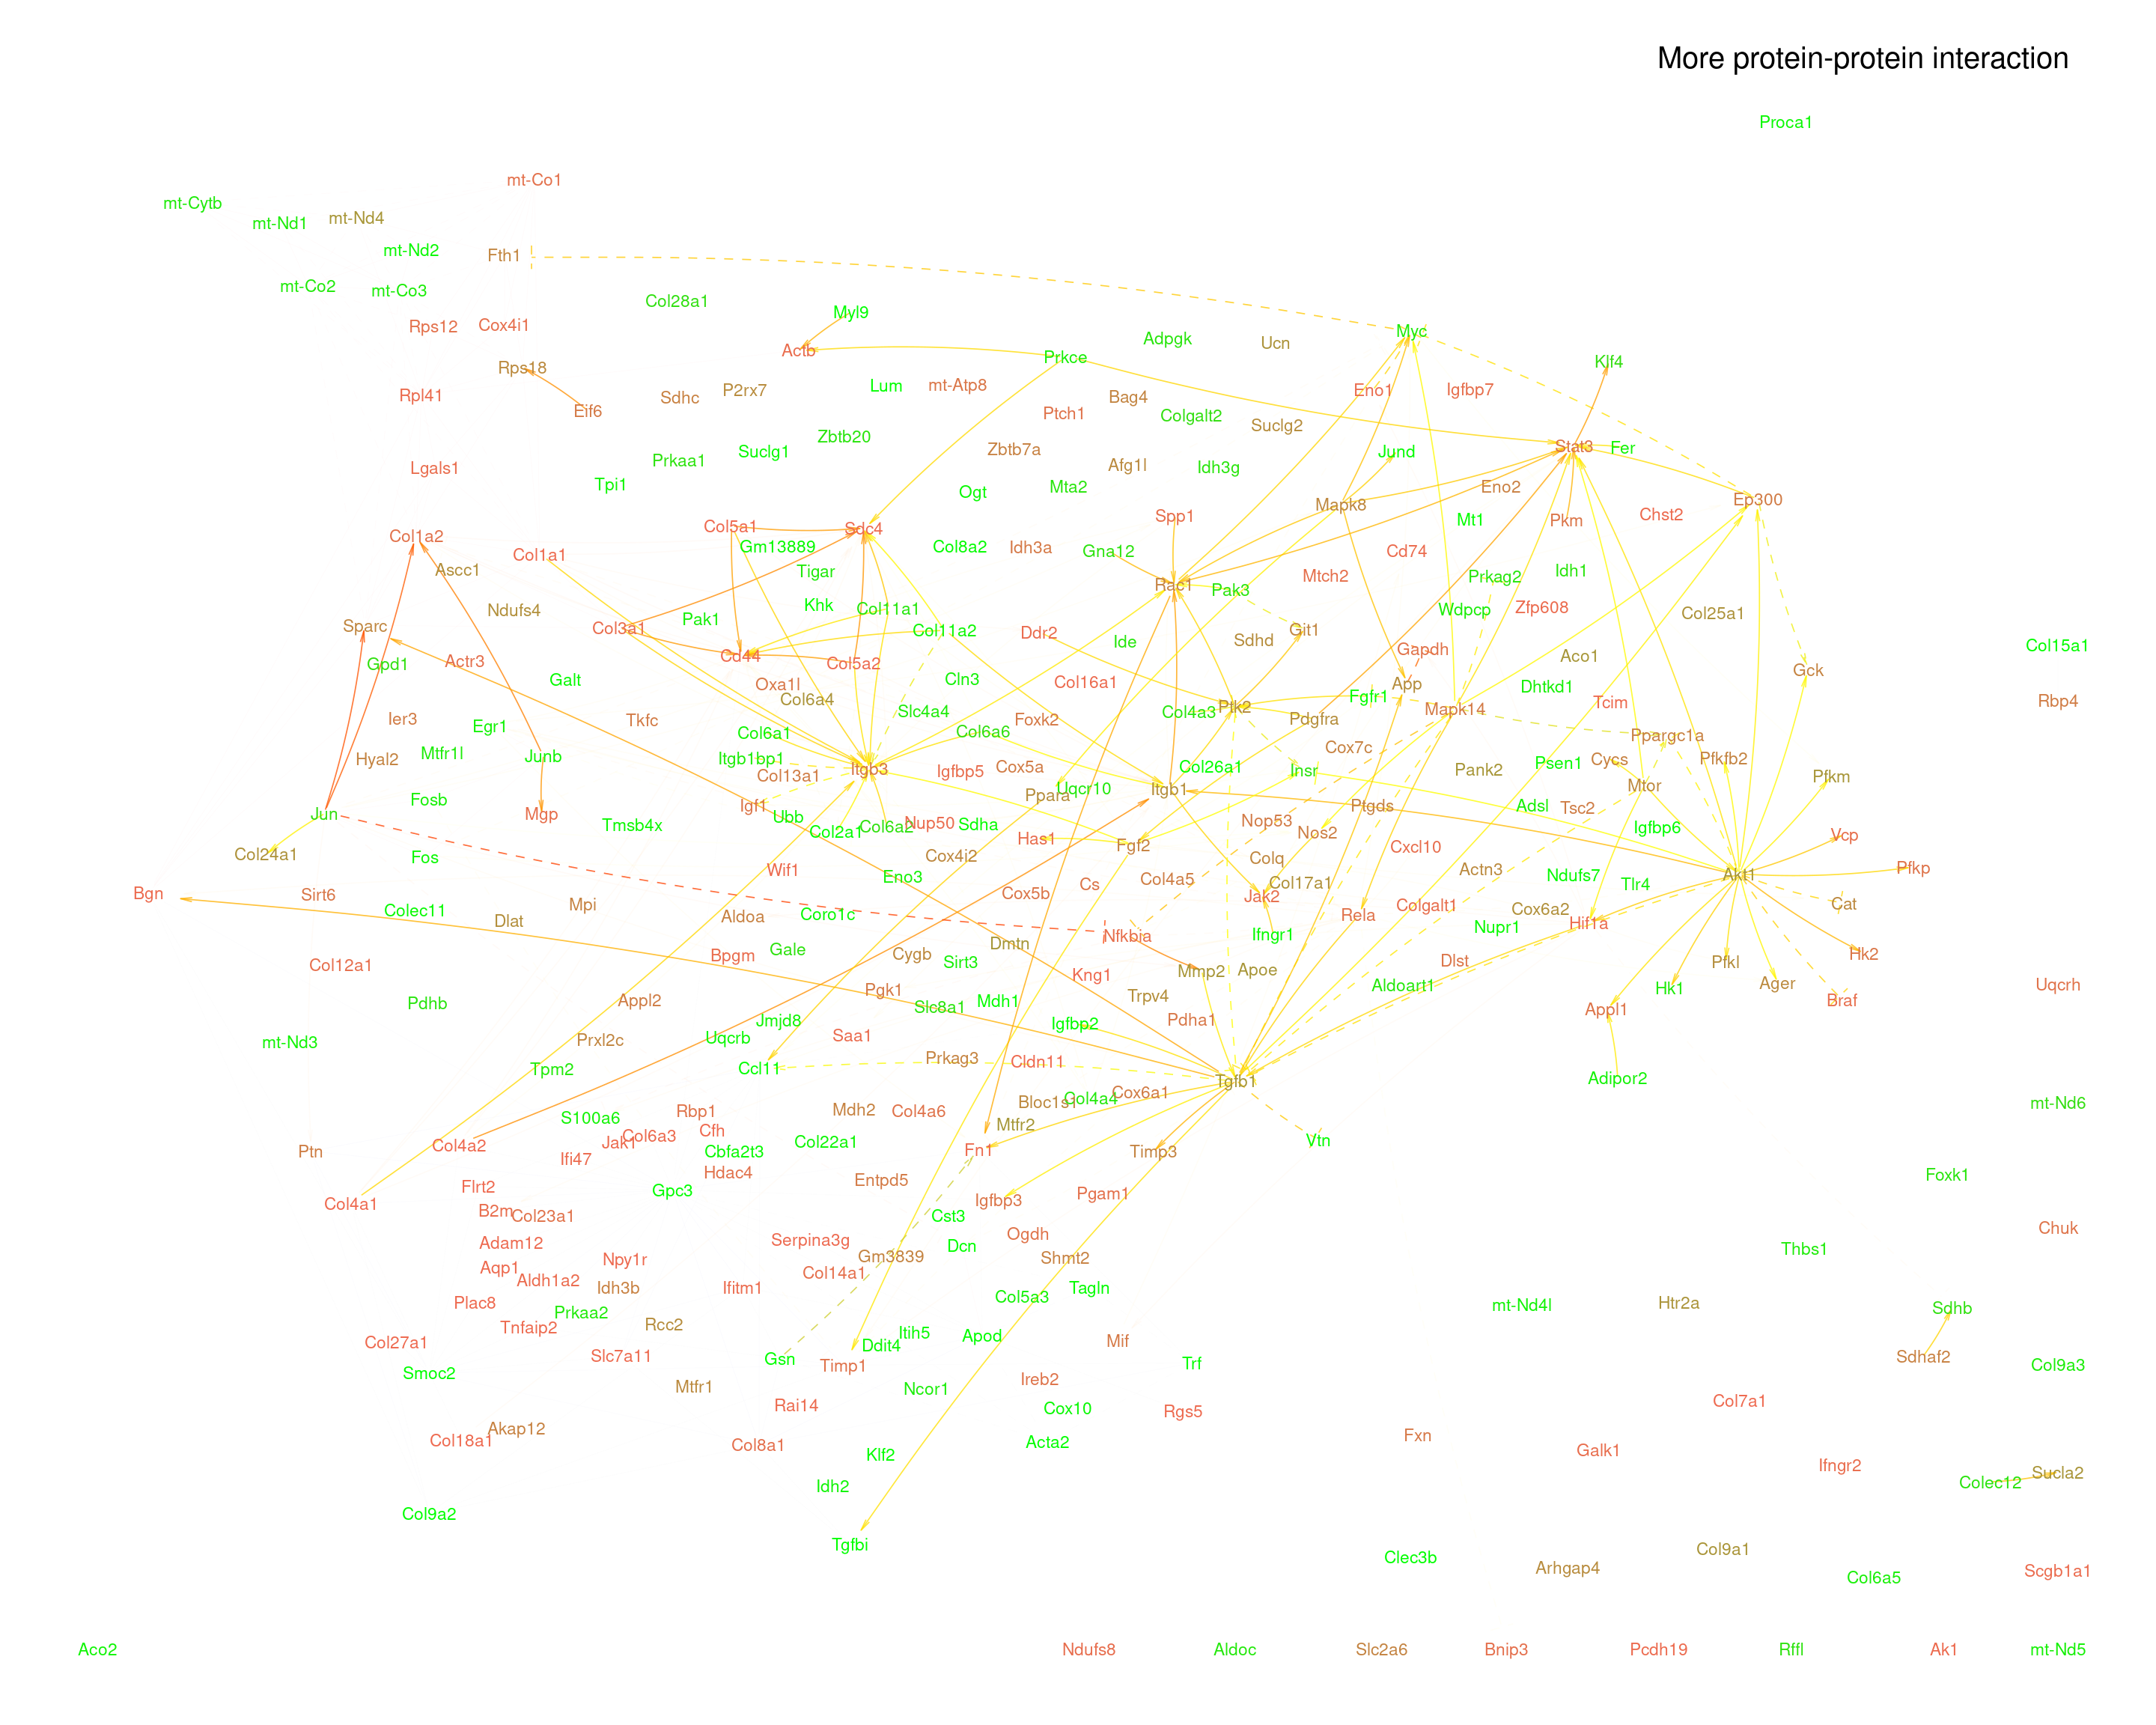 More protein-protein interaction
Proca1
mt-Co1
mt-Cytb
mt-Nd1
mt-Nd4
mt-Nd2
Fth1
mt-Co2
mt-Co3
Col28a1
Myl9
Rps12
Cox4i1
Myc
Adpgk
Ucn
Actb
Prkce
Klf4
Rps18
Lum
mt-Atp8
Eno1
Igfbp7
P2rx7
Rpl41
Sdhc
Bag4
Eif6
Ptch1
Colgalt2
Suclg2
Zbtb20
Stat3
Fer
Zbtb7a
Suclg1
Jund
Prkaa1
Afg1l
Idh3g
Lgals1
Tpi1
Ogt
Mta2
Eno2
Ep300
Mapk8
Spp1
Chst2
Mt1
Pkm
Col5a1
Sdc4
Col1a2
Gm13889
Col8a2
Idh3a
Gna12
Cd74
Col1a1
Ascc1
Tigar
Mtch2
Prkag2
Idh1
Rac1
Pak3
Ndufs4
Khk
Col11a1
Wdpcp
Zfp608
Col25a1
Pak1
Sparc
Col3a1
Col11a2
Ddr2
Git1
Ide
Sdhd
Col15a1
Gpd1
Actr3
Cd44
Col5a2
Gapdh
Aco1
Gck
Galt
Oxa1l
Cln3
Col16a1
App
Dhtkd1
Col6a4
Fgfr1
Tcim
Rbp4
Ier3
Egr1
Tkfc
Slc4a4
Foxk2
Col4a3
Ptk2
Pdgfra
Mapk14
Col6a1
Col6a6
Ppargc1a
Mtfr1l
Junb
Hyal2
Itgb1bp1
Cox7c
Col13a1
Itgb3
Igfbp5
Cox5a
Col26a1
Insr
Pank2
Psen1
Cycs
Pfkfb2
Pfkm
Fosb
Igf1
Ppara
Uqcr10
Itgb1
Mtor
Jun
Mgp
Ubb
Ptgds
Adsl
Tsc2
Tmsb4x
Col2a1
Col6a2
Nup50
Sdha
Nop53
Nos2
Igfbp6
Has1
Fgf2
Vcp
Col24a1
Fos
Cox4i2
Colq
Cxcl10
Wif1
Eno3
Cs
Col4a5
Col17a1
Actn3
Ndufs7
Tlr4
Akt1
Pfkp
Bgn
Sirt6
Cox5b
Jak2
Colec11
Mpi
Dlat
Aldoa
Coro1c
Rela
Colgalt1
Cox6a2
Hif1a
Cat
Nfkbia
Ifngr1
Nupr1
Gale
Dmtn
Bpgm
Cygb
Sirt3
Col12a1
Kng1
Mmp2
Apoe
Dlst
Pfkl
Hk2
Ager
Pgk1
Trpv4
Aldoart1
Hk1
Uqcrh
Pdhb
Appl2
Slc8a1
Mdh1
Braf
Appl1
Jmjd8
Igfbp2
Pdha1
mt-Nd3
Prxl2c
Uqcrb
Saa1
Tpm2
Ccl11
Prkag3
Cldn11
Tgfb1
Adipor2
S100a6
Rbp1
Mdh2
Col4a6
Bloc1s1
Col4a4
Cox6a1
mt-Nd6
Ptn
Col4a2
Jak1
Col6a3
Cfh
Cbfa2t3
Col22a1
Mtfr2
Fn1
Timp3
Vtn
Ifi47
Hdac4
Flrt2
Gpc3
Entpd5
Igfbp3
Pgam1
Foxk1
Col4a1
B2m
Col23a1
Cst3
Ogdh
Chuk
Adam12
Serpina3g
Dcn
Thbs1
Aqp1
Npy1r
Gm3839
Shmt2
Aldh1a2
Idh3b
Ifitm1
Col14a1
Tagln
Plac8
Prkaa2
Col5a3
mt-Nd4l
Htr2a
Sdhb
Tnfaip2
Rcc2
Itih5
Apod
Mif
Col27a1
Slc7a11
Gsn
Timp1
Ddit4
Trf
Sdhaf2
Col9a3
Smoc2
Mtfr1
Ncor1
Ireb2
Rai14
Cox10
Rgs5
Col7a1
Col18a1
Akap12
Col8a1
Klf2
Acta2
Fxn
Galk1
Ifngr2
Idh2
Colec12
Sucla2
Col9a2
Tgfbi
Clec3b
Arhgap4
Col9a1
Col6a5
Scgb1a1
Aco2
Ndufs8
Aldoc
Slc2a6
Bnip3
Pcdh19
Rffl
Ak1
mt-Nd5